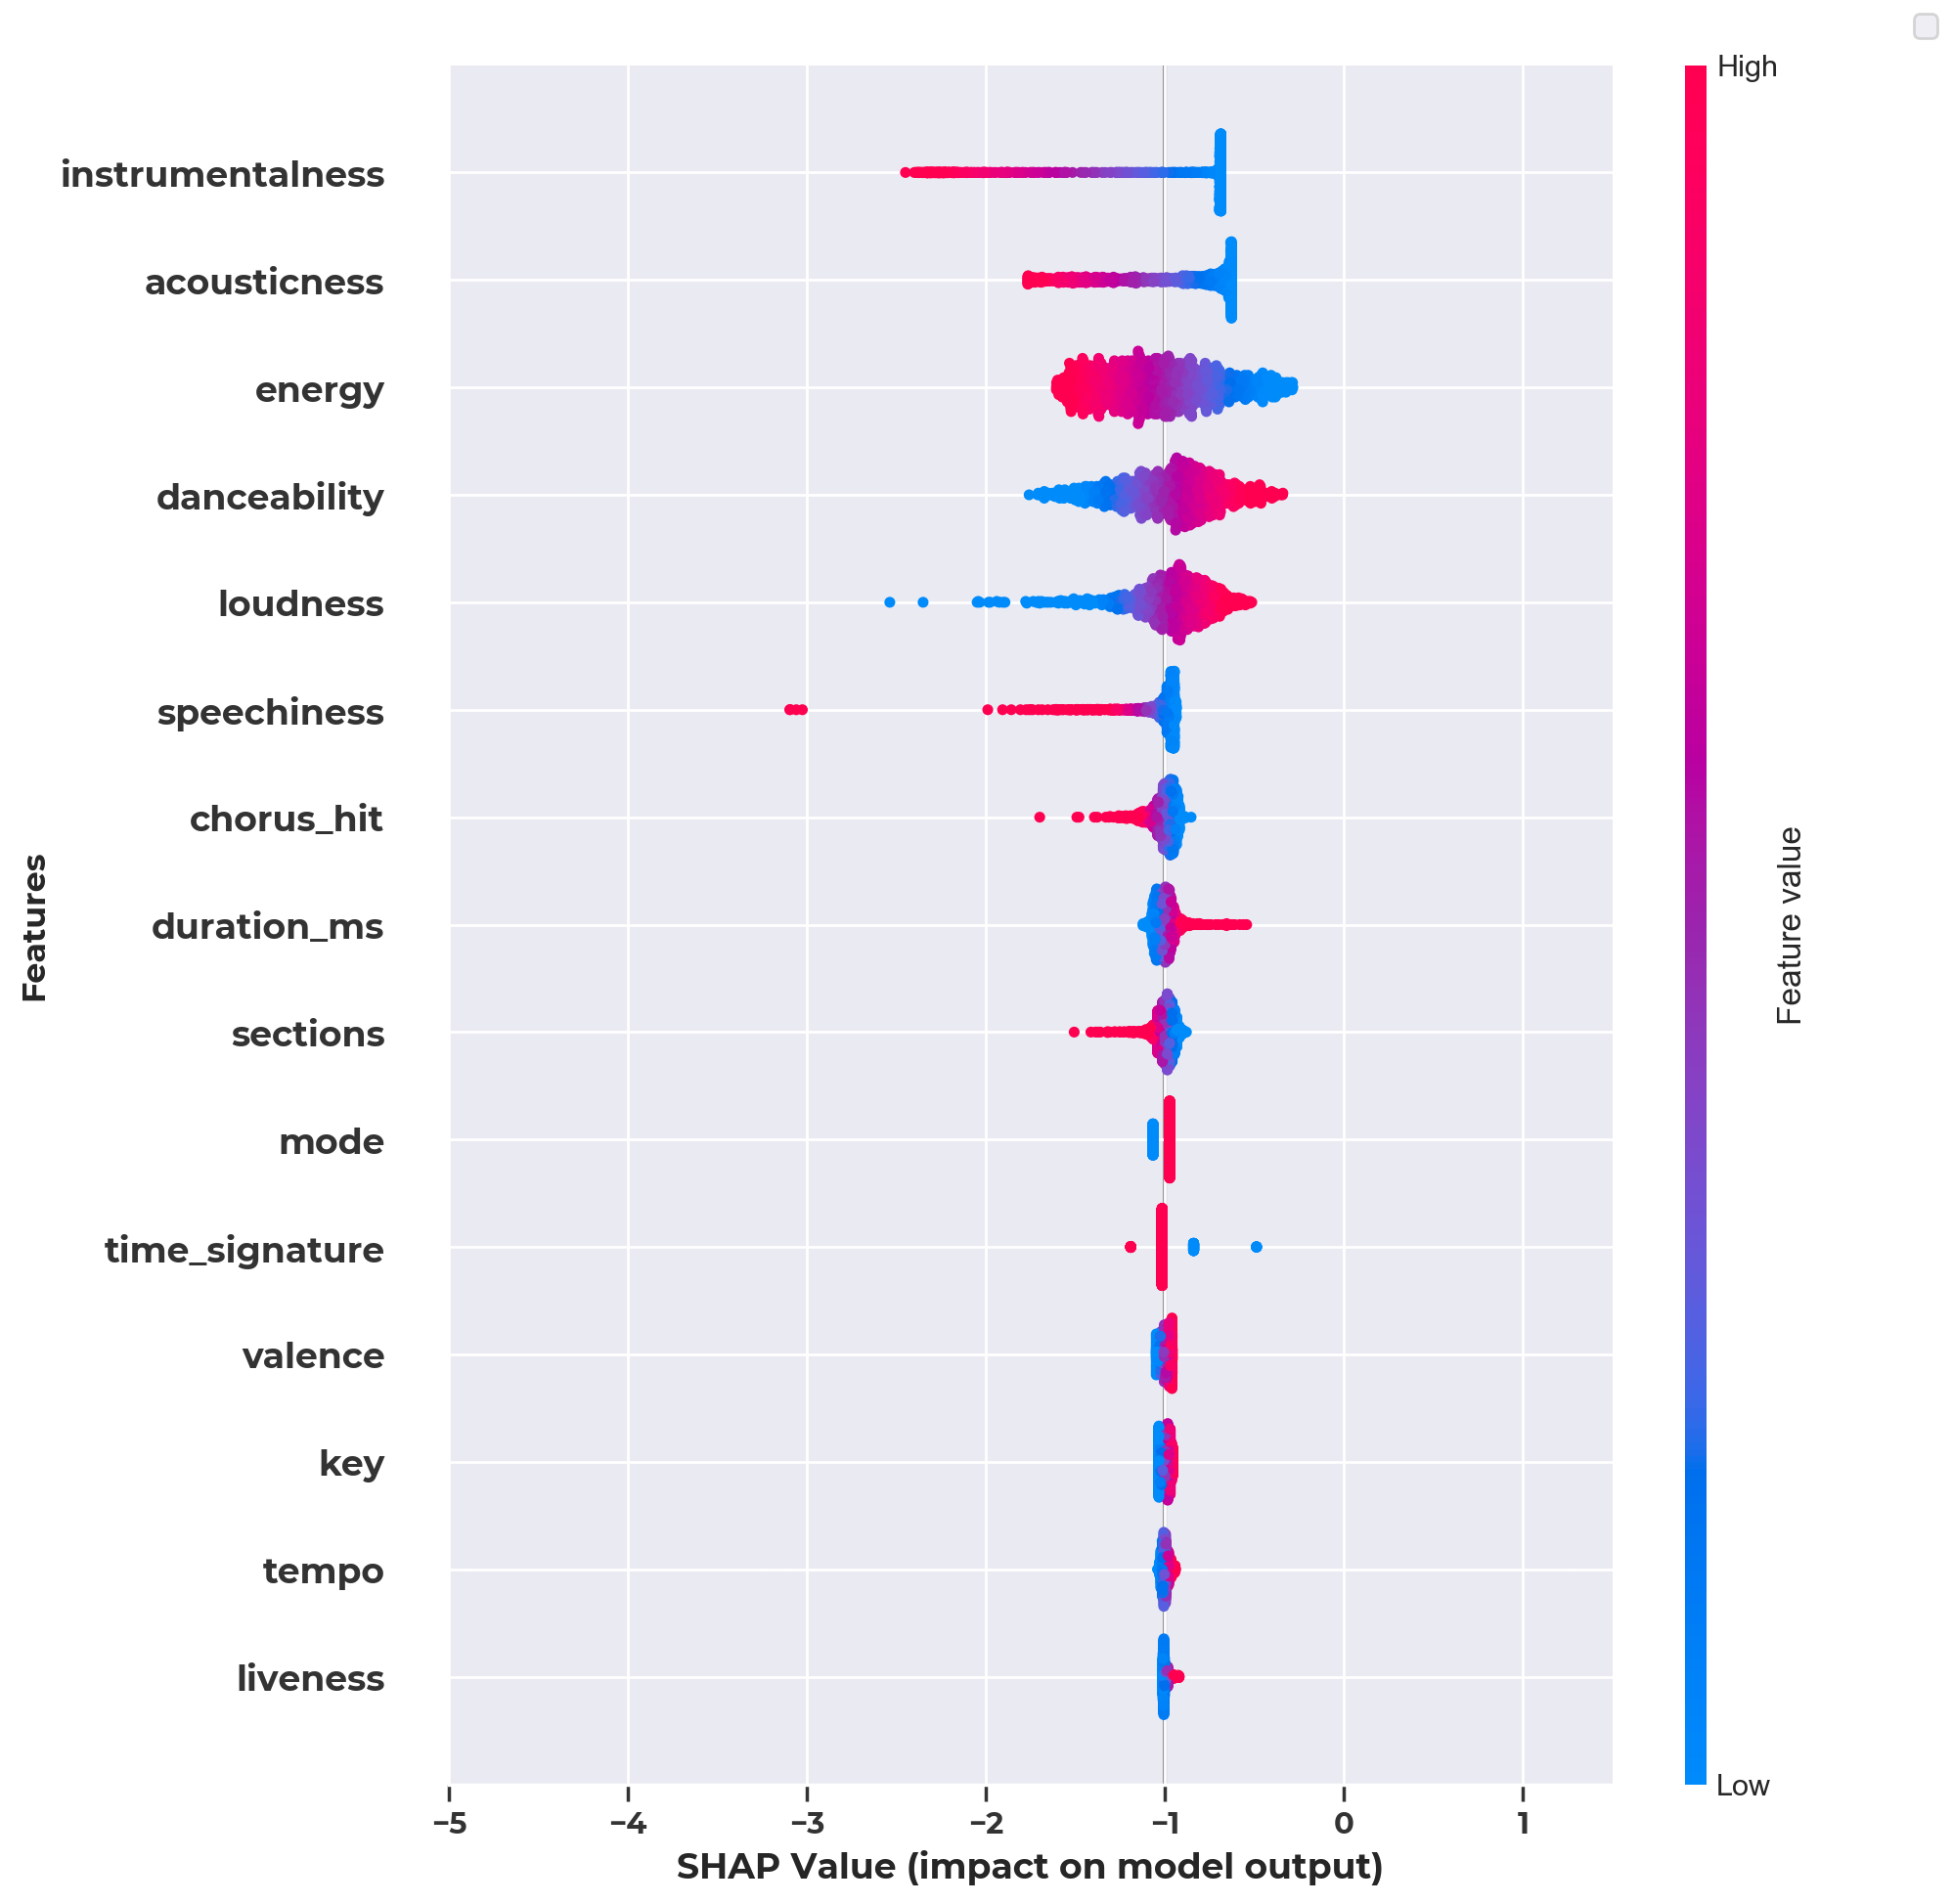 High
instrumentalness
acousticness
energy
danceability
loudness
speechiness
chorus_hit
duration_ms
sections
mode
time_signature
valence
key
tempo
liveness
Features
Feature value
Low
−5 −4 −3 −2 −1 0 1
SHAP Value (impact on model output)